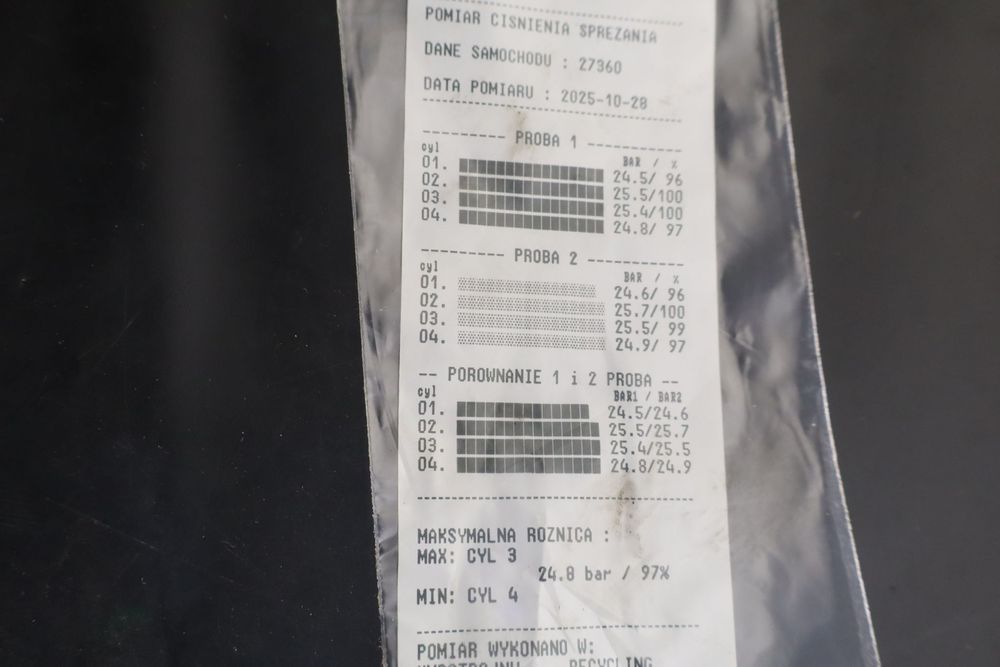 POMIAR CISNIENIA SPREZANIA
DANE SAMOCHODU : 27360
DATA POMIARU : 2025-10-28
--------- PROBA 1 ----------
cyl BAR / %
01. 24.5/ 96
02. 25.5/100
03. 25.4/100
04. 24.8/ 97
--------- PROBA 2 ----------
cyl BAR / %
01. 24.6/ 96
02. 25.7/100
03. 25.5/ 99
04. 24.9/ 97
-- POROWNANIE 1 i 2 PROBA --
cyl BAR1 / BAR2
01. 24.5/24.6
02. 25.5/25.7
03. 25.4/25.5
04. 24.8/24.9
MAKSYMALNA ROZNICA :
MAX: CYL 3
24.8 bar / 97%
MIN: CYL 4
POMIAR WYKONANO W:
RECYCLING